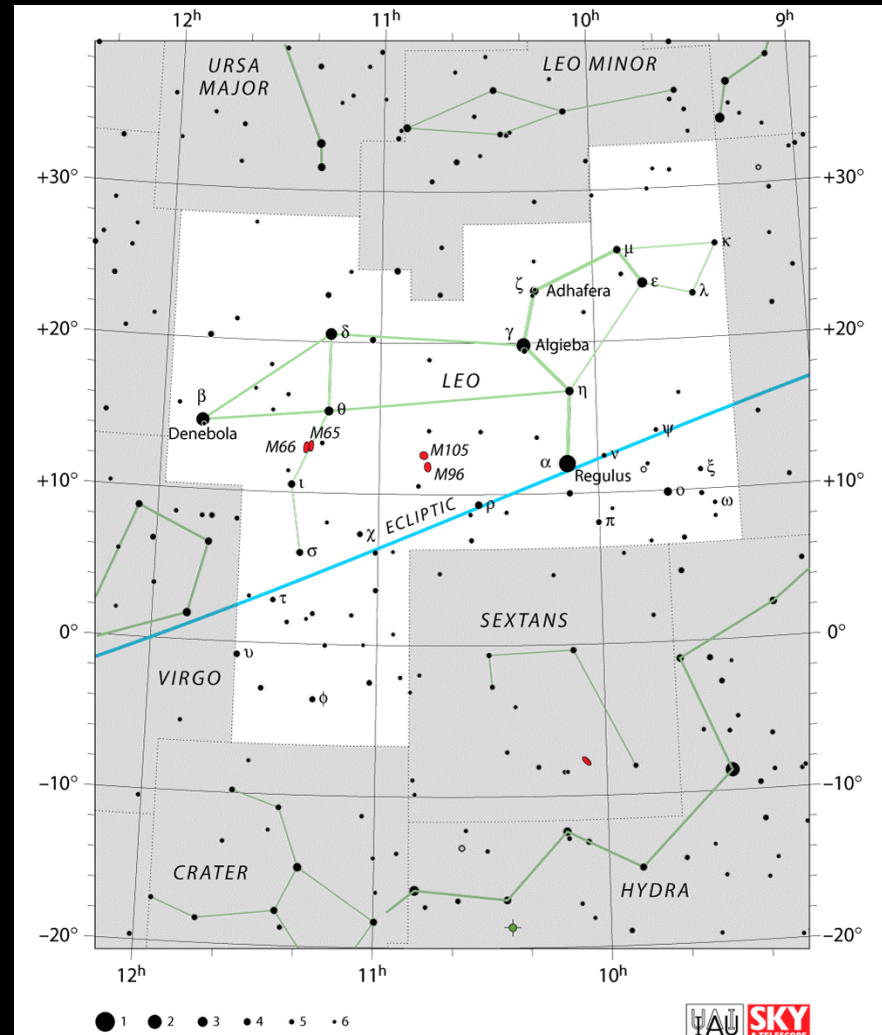 12h 11h 10h 9h
URSA
MAJOR
LEO MINOR
+30° +30°
μ κ
ζ Adhafera ε λ
+20° +20°
δ γ Algieba
LEO η
β
Denebola θ
M66 M65 ψ
M105 ν
M96 α Regulus ξ
+10° +10°
ι ο ω
ECLIPTIC ρ π
χ
σ
τ SEXTANS
0° 0°
υ
VIRGO
ϕ
−10° −10°
CRATER HYDRA
−20° −20°
12h 11h 10h
1 2 3 4 5 6
IAU SKY
& TELESCOPE